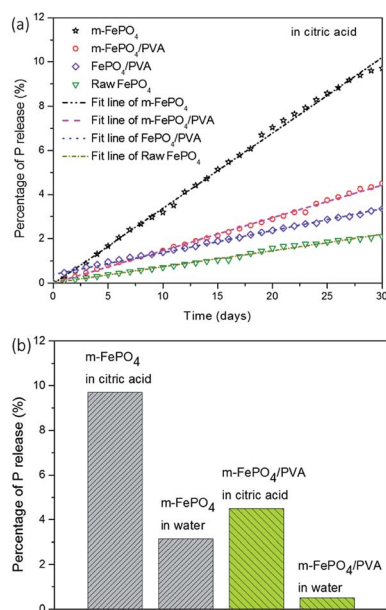 (a)
in citric acid
m-FePO4
m-FePO4/PVA
FePO4/PVA
Raw FePO4
Fit line of m-FePO4
Fit line of m-FePO4/PVA
Fit line of FePO4/PVA
Fit line of Raw FePO4
Percentage of P release (%)
12
10
8
6
4
2
0
0 5 10 15 20 25 30
Time (days)
(b)
Percentage of P release (%)
12
10
8
6
4
2
0
m-FePO4
in citric acid
m-FePO4
in water
m-FePO4/PVA
in citric acid
m-FePO4/PVA
in water